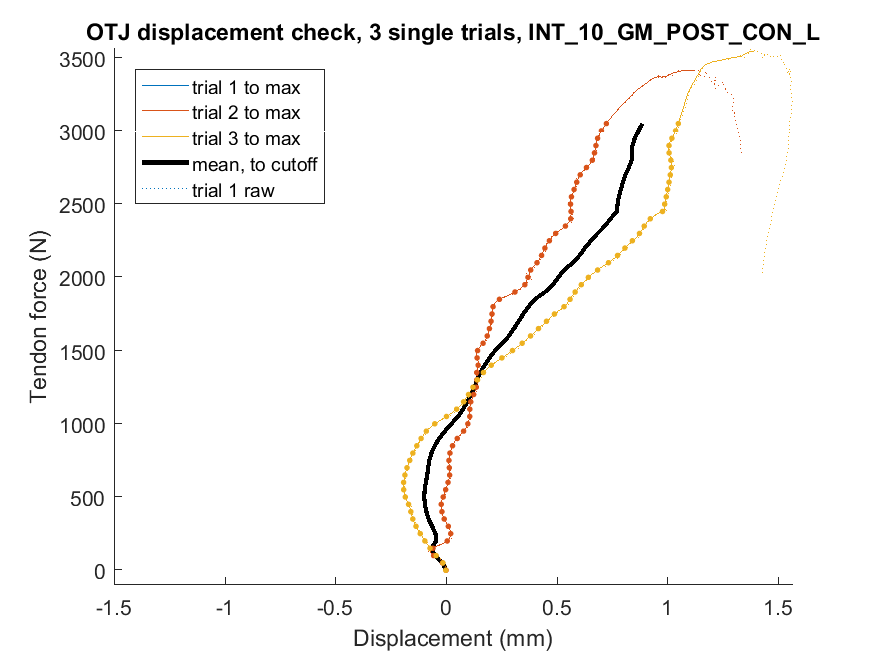 OTJ displacement check, 3 single trials, INT_10_GM_POST_CON_L
3500
3000
2500
2000
1500
1000
500
0
Tendon force (N)
trial 1 to max
trial 2 to max
trial 3 to max
mean, to cutoff
trial 1 raw
-1.5
-1
-0.5
0
0.5
1
1.5
Displacement (mm)